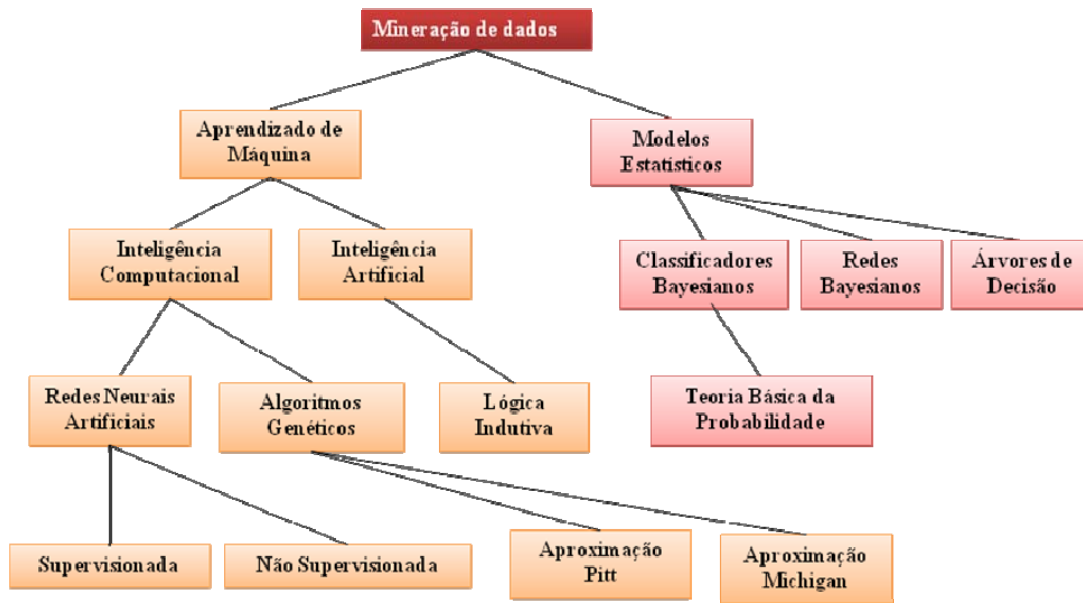 Mineração de dados
Aprendizado de
Máquina
Modelos
Estatísticos
Inteligência
Computacional
Inteligência
Artificial
Classificadores
Bayesianos
Redes
Bayesianos
Árvores de
Decisão
Redes Neurais
Artificiais
Algoritmos
Genéticos
Lógica
Indutiva
Teoria Básica da
Probabilidade
Supervisionada
Não Supervisionada
Aproximação
Pitt
Aproximação
Michigan